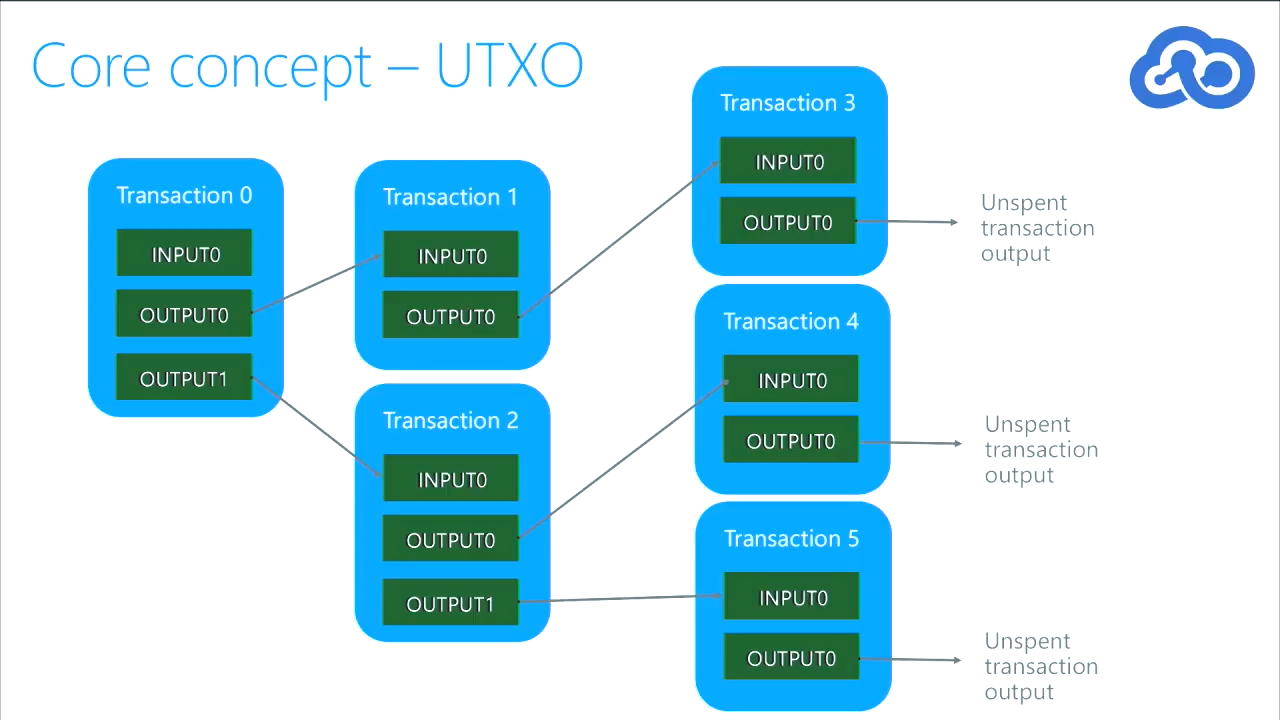 Core concept – UTXO
Transaction 0
INPUT0
OUTPUT0
OUTPUT1
Transaction 1
INPUT0
OUTPUT0
Transaction 2
INPUT0
OUTPUT0
OUTPUT1
Transaction 3
INPUT0
OUTPUT0
Unspent
transaction
output
Transaction 4
INPUT0
OUTPUT0
Unspent
transaction
output
Transaction 5
INPUT0
OUTPUT0
Unspent
transaction
output